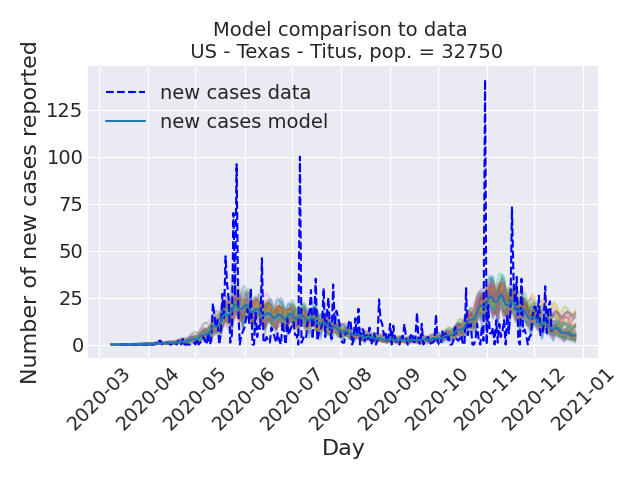 Model comparison to data
US - Texas - Titus, pop. = 32750
Number of new cases reported
new cases data
new cases model
125
100
75
50
25
0
2020-03
2020-04
2020-05
2020-06
2020-07
2020-08
2020-09
2020-10
2020-11
2020-12
2021-01
Day